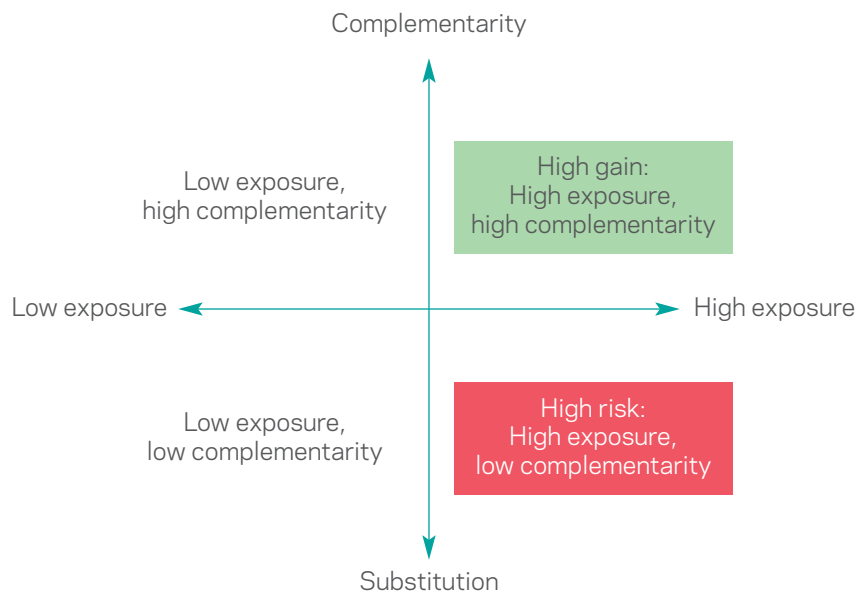 Complementarity
Low exposure,
high complementarity
High gain:
High exposure,
high complementarity
Low exposure
High exposure
Low exposure,
low complementarity
High risk:
High exposure,
low complementarity
Substitution